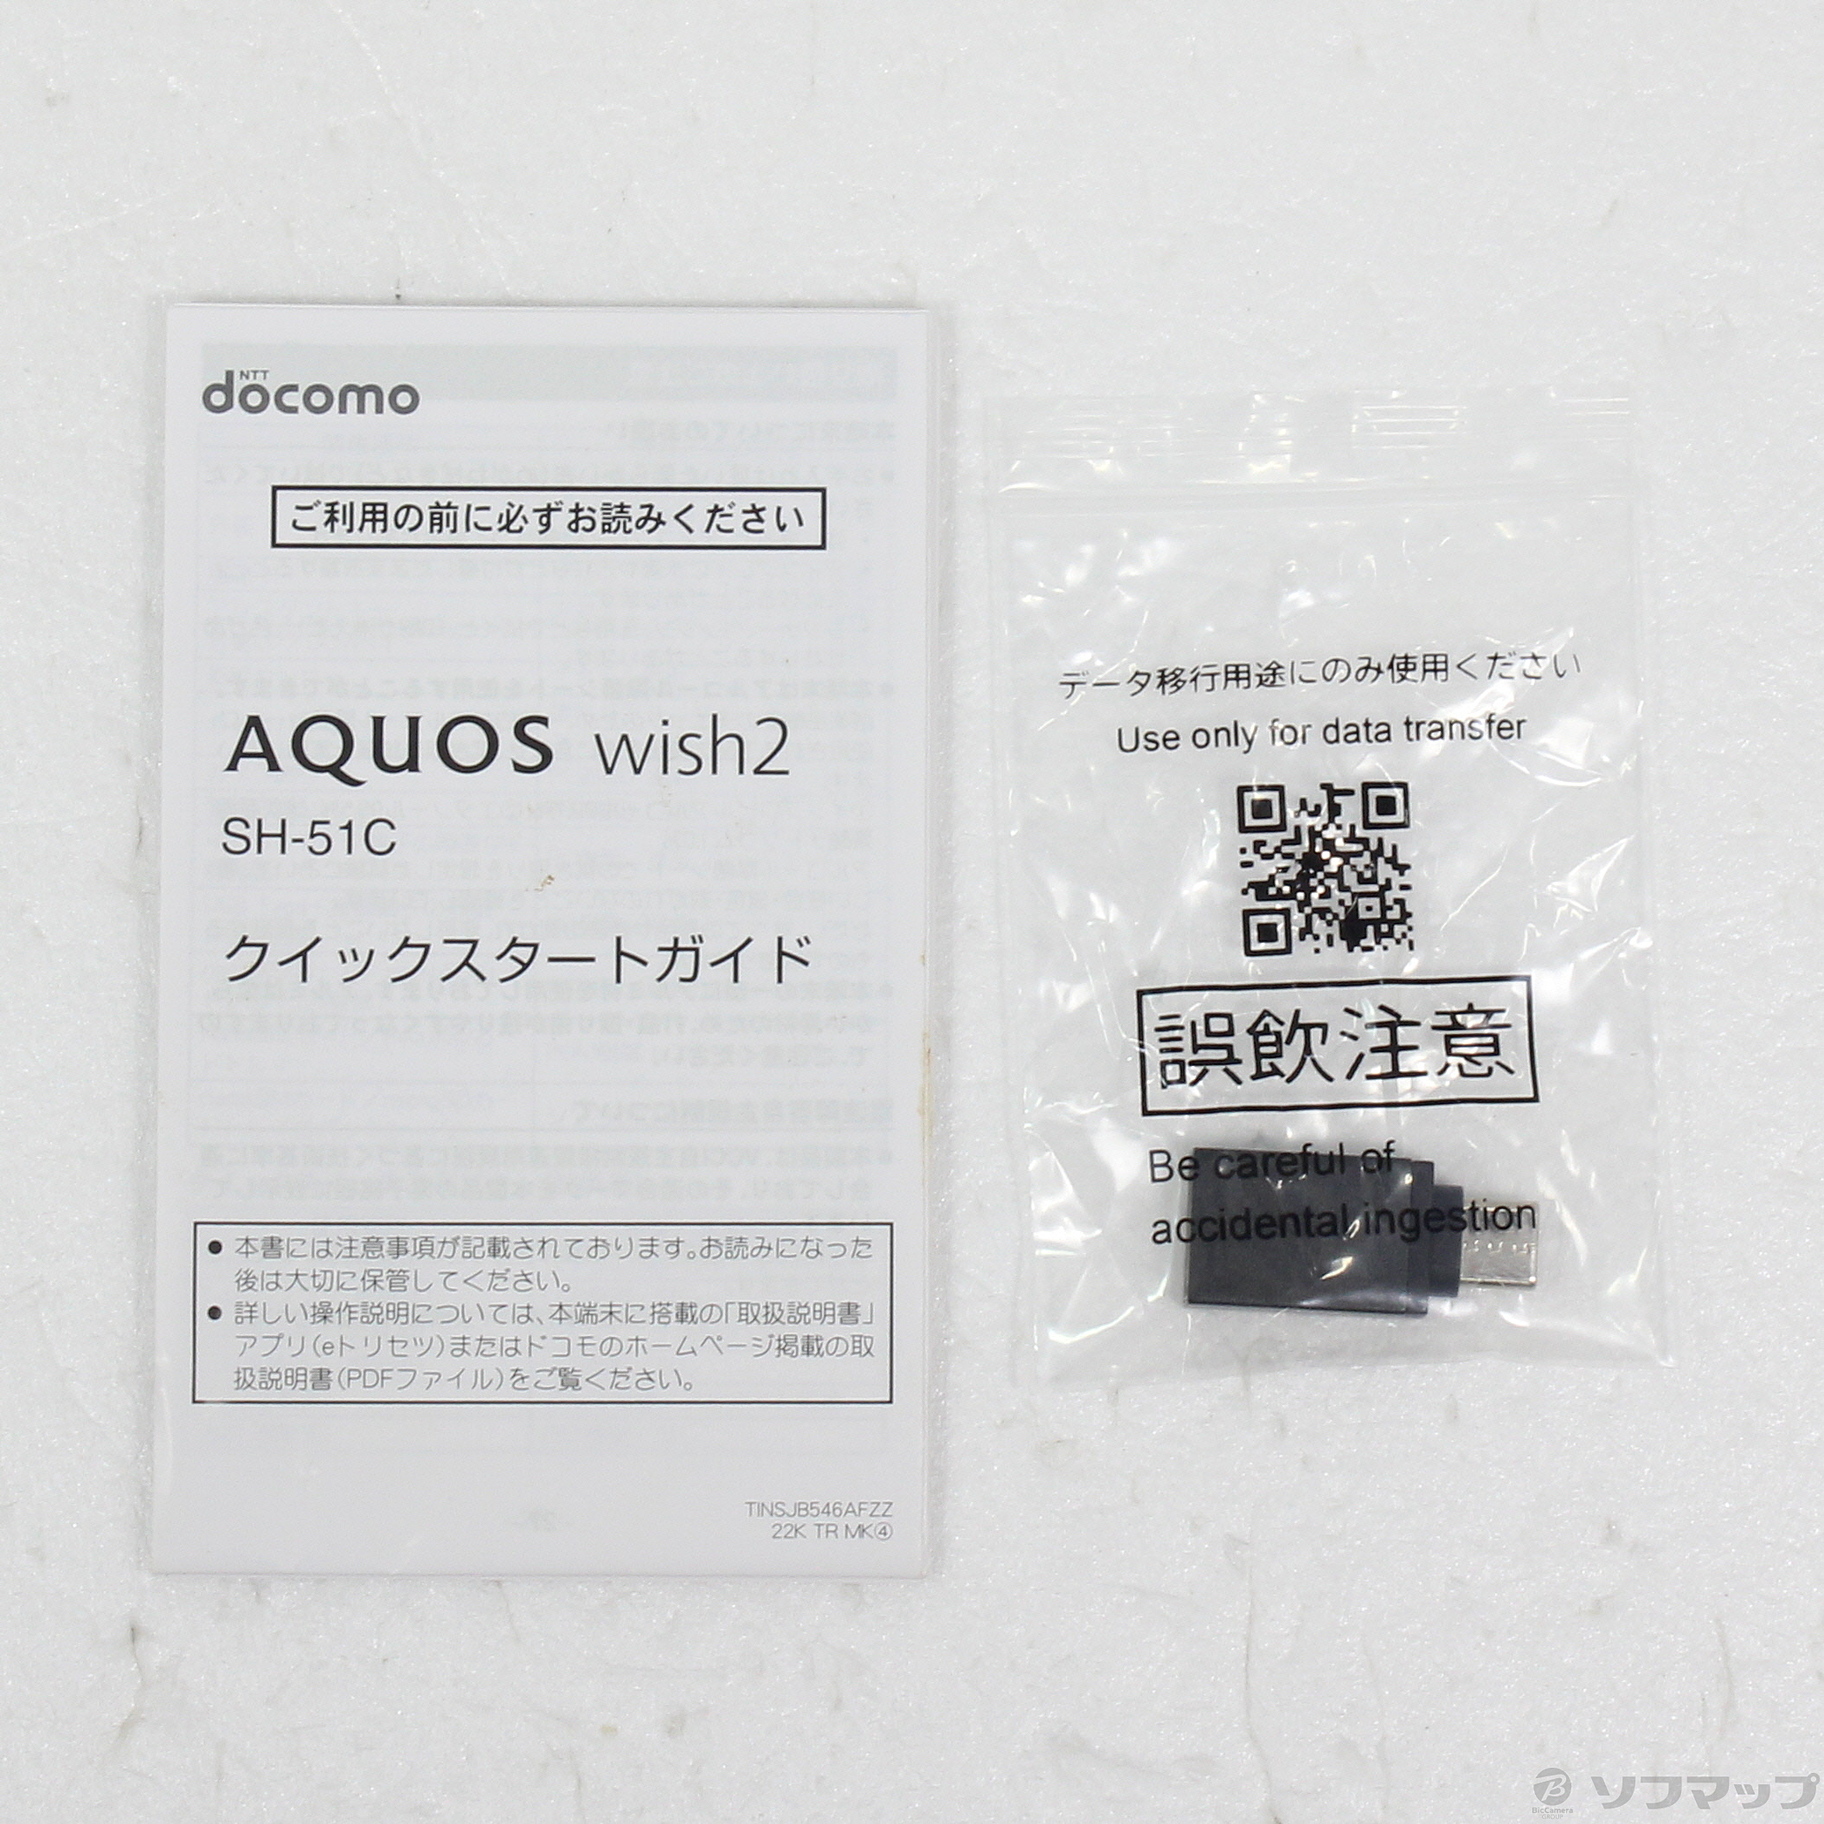 NTT
docomo
ご利用の前に必ずお読みください
AQUOS wish2
SH-51C
クイックスタートガイド
● 本書には注意事項が記載されております。お読みになった
後は大切に保管してください。
● 詳しい操作説明については、本端末に搭載の「取扱説明書」
アプリ(eトリセツ)またはドコモのホームページ掲載の取
扱説明書(PDFファイル)をご覧ください。
TINSJB546AFZZ
22K TR MK④
データ移行用途にのみ使用ください
Use only for data transfer
誤飲注意
Be careful of
accidental ingestion
BicCamera
GROUP
ソフマップ